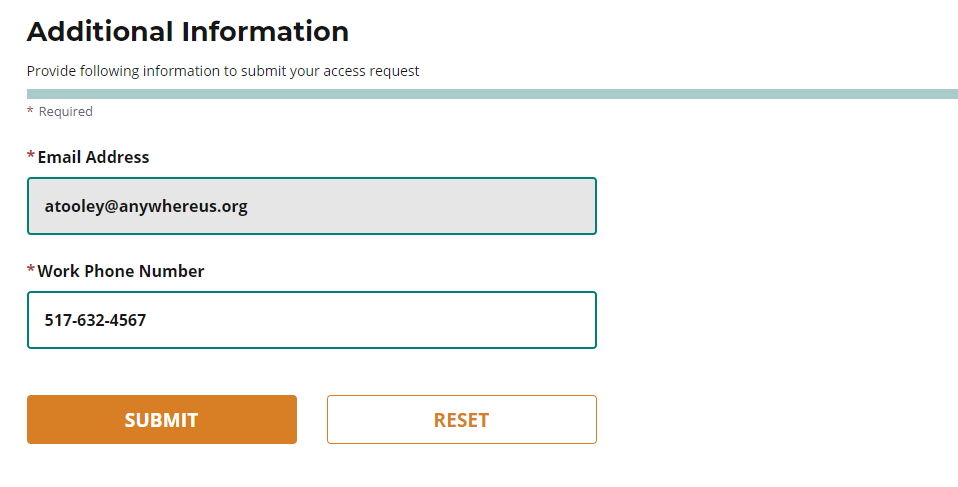 Additional Information
Provide following information to submit your access request
* Required
*Email Address
atooley@anywhereus.org
*Work Phone Number
517-632-4567
SUBMIT RESET